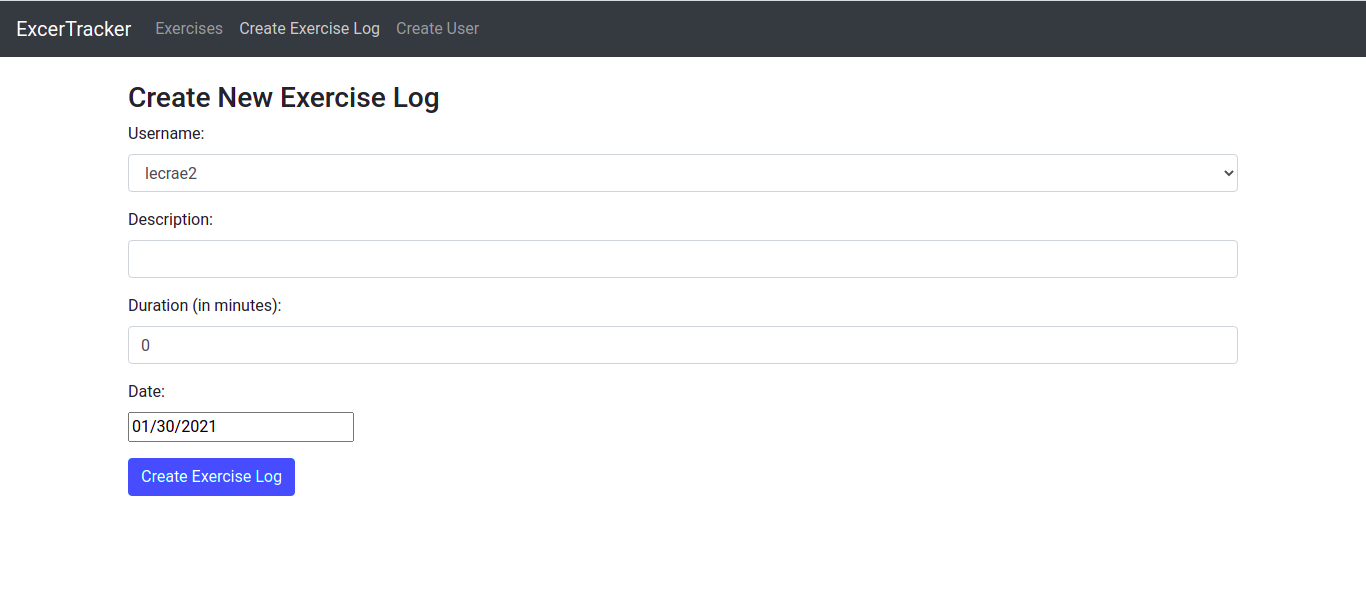 ExcerTracker Exercises Create Exercise Log Create User
Create New Exercise Log
Username:
lecrae2
Description:
Duration (in minutes):
0
Date:
01/30/2021
Create Exercise Log